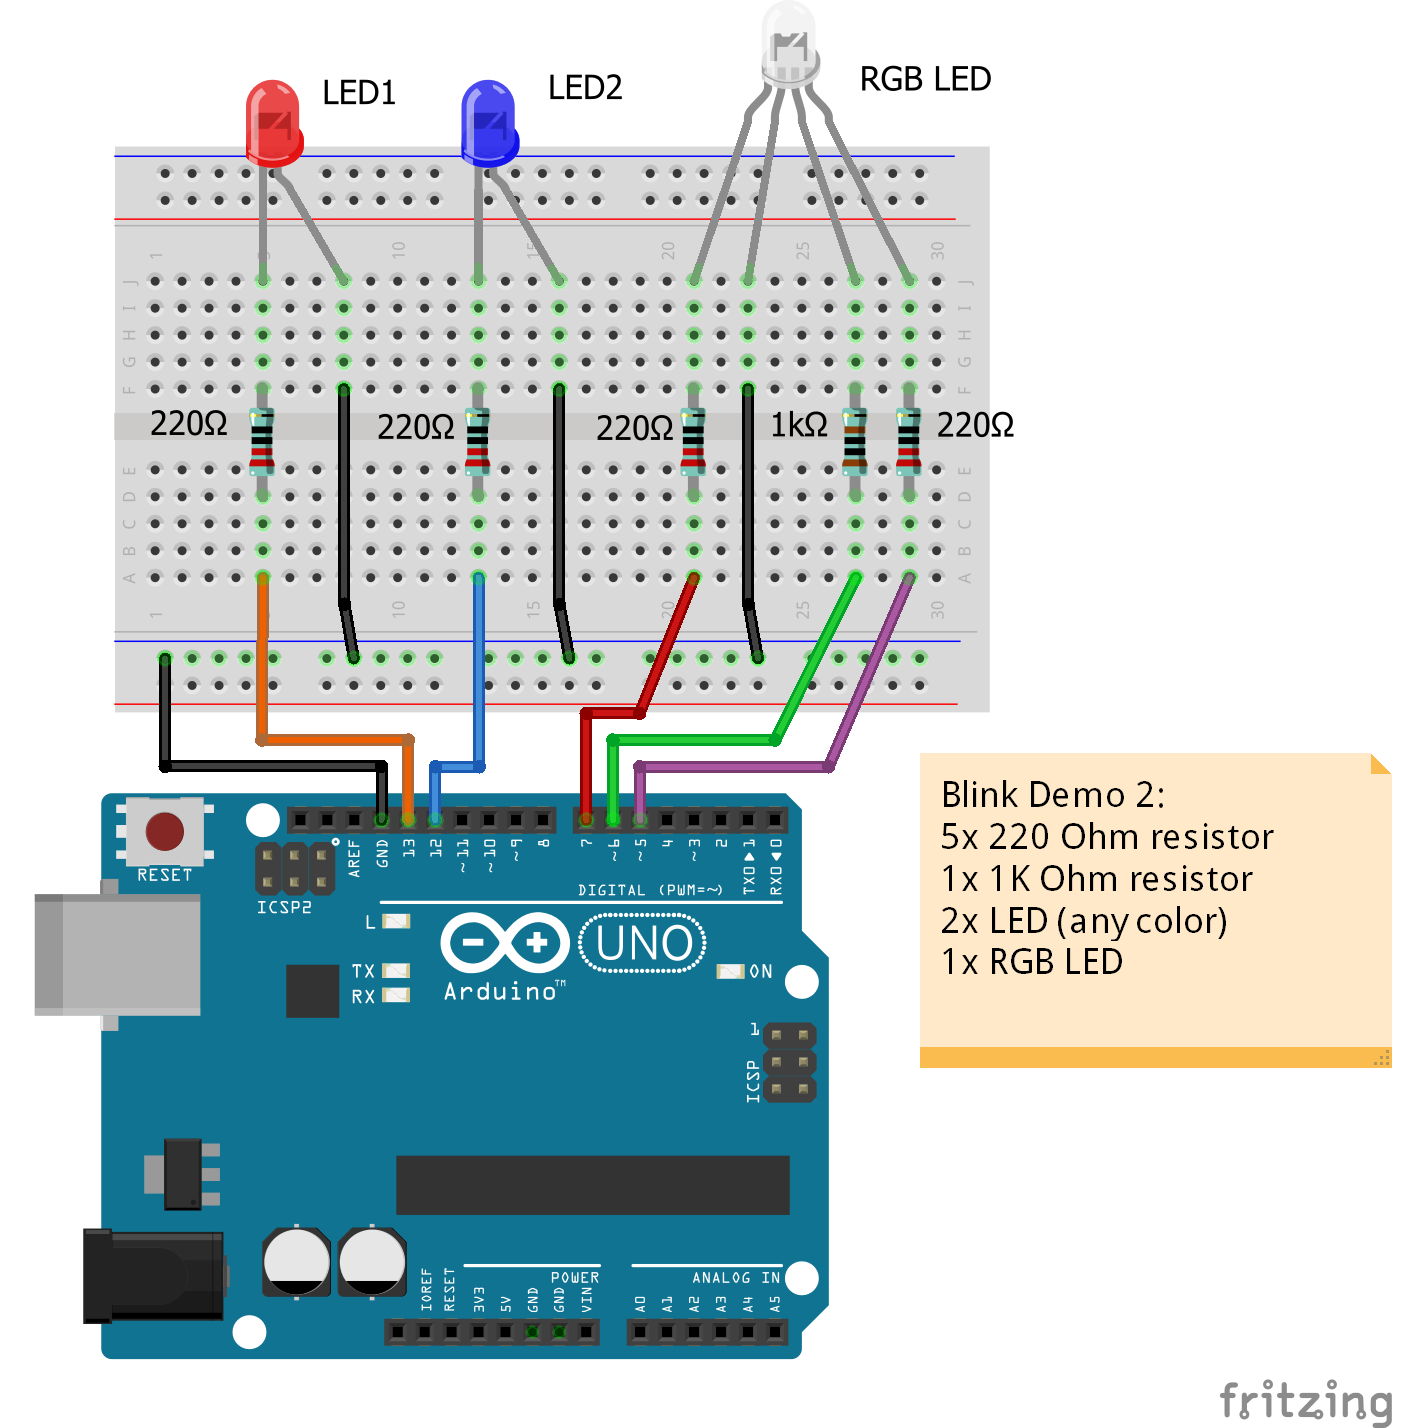 LED1
LED2
RGB LED
1 5 10 15 20 25 30
J J
I I
H H
G G
F F
220Ω 220Ω 220Ω 1kΩ 220Ω
E E
D D
C C
B B
A A
1 5 10 15 20 25 30
RESET
ICSP2
AREF GND 13 12 ~11 ~10 ~9 8 7 ~6 ~5 4 ~3 2 TX0▶1 RX0◀0
DIGITAL (PWM=~)
L
TX
RX
UNO
Arduino™
ON
1
ICSP
POWER
ANALOG IN
IOREF RESET 3V3 5V GND GND VIN A0 A1 A2 A3 A4 A5
Blink Demo 2:
5x 220 Ohm resistor
1x 1K Ohm resistor
2x LED (any color)
1x RGB LED
fritzing